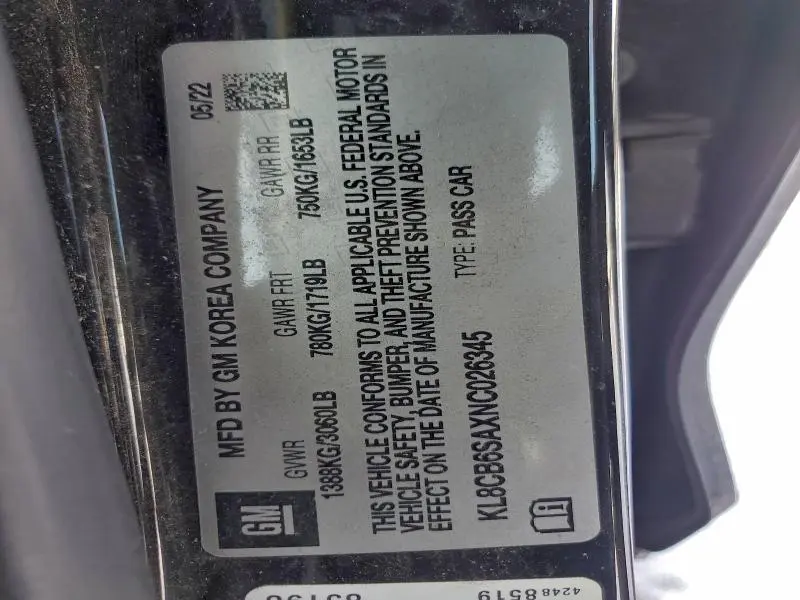 GM
MFD BY GM KOREA COMPANY 05/22
GVWR GAWR FRT GAWR RR
1388KG/3060LB 780KG/1719LB 750KG/1653LB
THIS VEHICLE CONFORMS TO ALL APPLICABLE U.S. FEDERAL MOTOR
VEHICLE SAFETY, BUMPER, AND THEFT PREVENTION STANDARDS IN
EFFECT ON THE DATE OF MANUFACTURE SHOWN ABOVE.
KL8CB6SAXNC026345 TYPE: PASS CAR
4248 8519